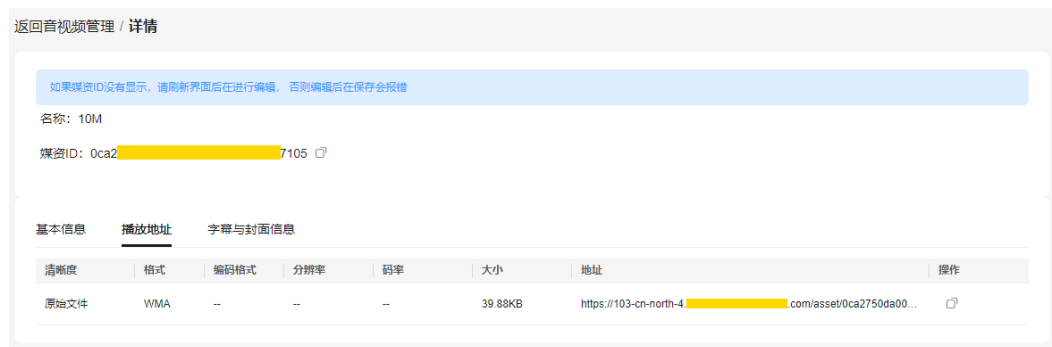 返回音视频管理 / 详情
如果媒资ID没有显示，请刷新界面后在进行编辑， 否则编辑后在保存会报错
名称：10M
媒资ID：0ca2 7105
基本信息 播放地址 字幕与封面信息
清晰度 格式 编码格式 分辨率 码率 大小 地址 操作
原始文件 WMA -- -- -- 39.88KB https://103-cn-north-4. .com/asset/0ca2750da00...